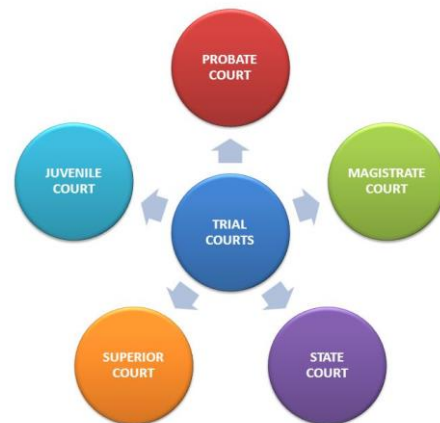 PROBATE
COURT
JUVENILE
COURT
MAGISTRATE
COURT
TRIAL
COURTS
SUPERIOR
COURT
STATE
COURT